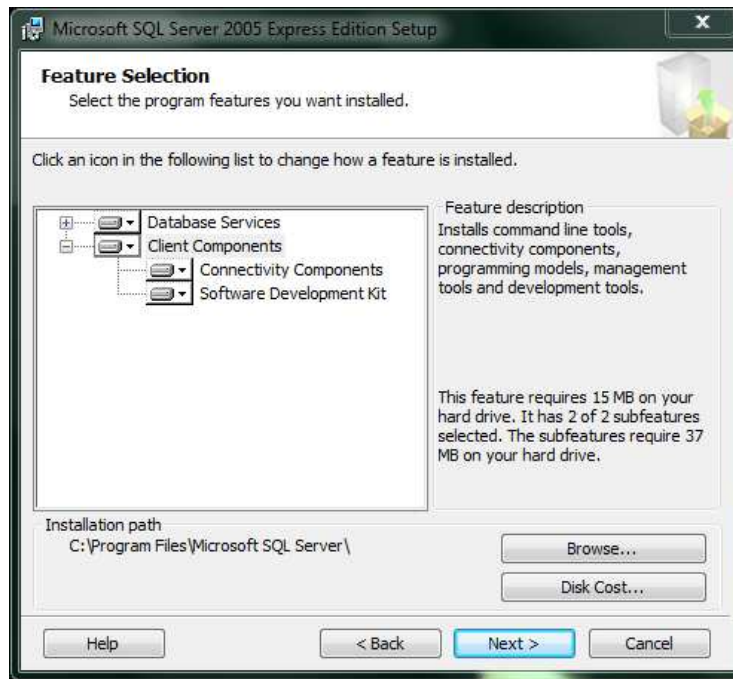 Microsoft SQL Server 2005 Express Edition Setup
x
Feature Selection
Select the program features you want installed.
Click an icon in the following list to change how a feature is installed.
Database Services
Client Components
Connectivity Components
Software Development Kit
Feature description
Installs command line tools,
connectivity components,
programming models, management
tools and development tools.
This feature requires 15 MB on your
hard drive. It has 2 of 2 subfeatures
selected. The subfeatures require 37
MB on your hard drive.
Installation path
C:\Program Files\Microsoft SQL Server\
Browse...
Disk Cost...
Help
< Back
Next >
Cancel